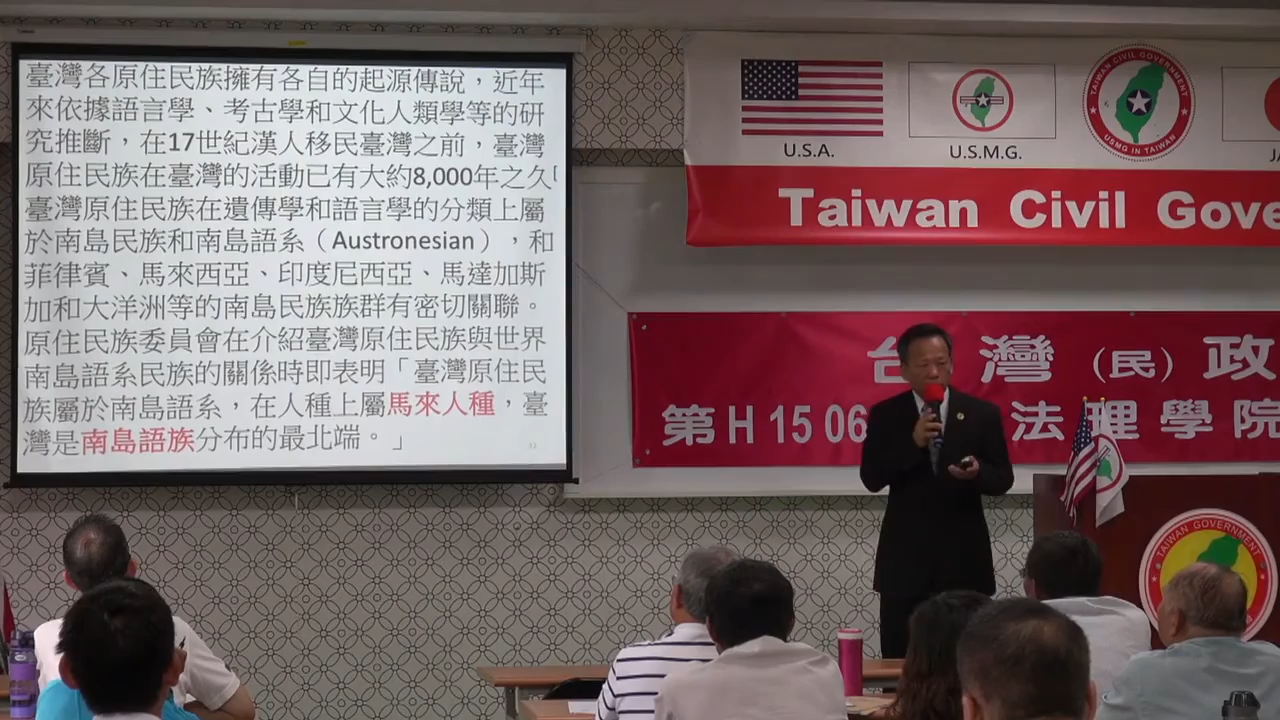 臺灣各原住民族擁有各自的起源傳說，近年
來依據語言學、考古學和文化人類學等的研
究推斷，在17世紀漢人移民臺灣之前，臺灣
原住民族在臺灣的活動已有大約8,000年之久[
臺灣原住民族在遺傳學和語言學的分類上屬
於南島民族和南島語系（Austronesian），和
菲律賓、馬來西亞、印度尼西亞、馬達加斯
加和大洋洲等的南島民族族群有密切關聯。
原住民族委員會在介紹臺灣原住民族與世界
南島語系民族的關係時即表明「臺灣原住民
族屬於南島語系，在人種上屬馬來人種，臺
灣是南島語族分布的最北端。」
U.S.A.
U.S.M.G.
TAIWAN CIVIL GOVERNMENT
USMG IN TAIWAN
JA
Taiwan Civil Gove
台灣（民）政
第H 15 06 法理學院
TAIWAN GOVERNMENT